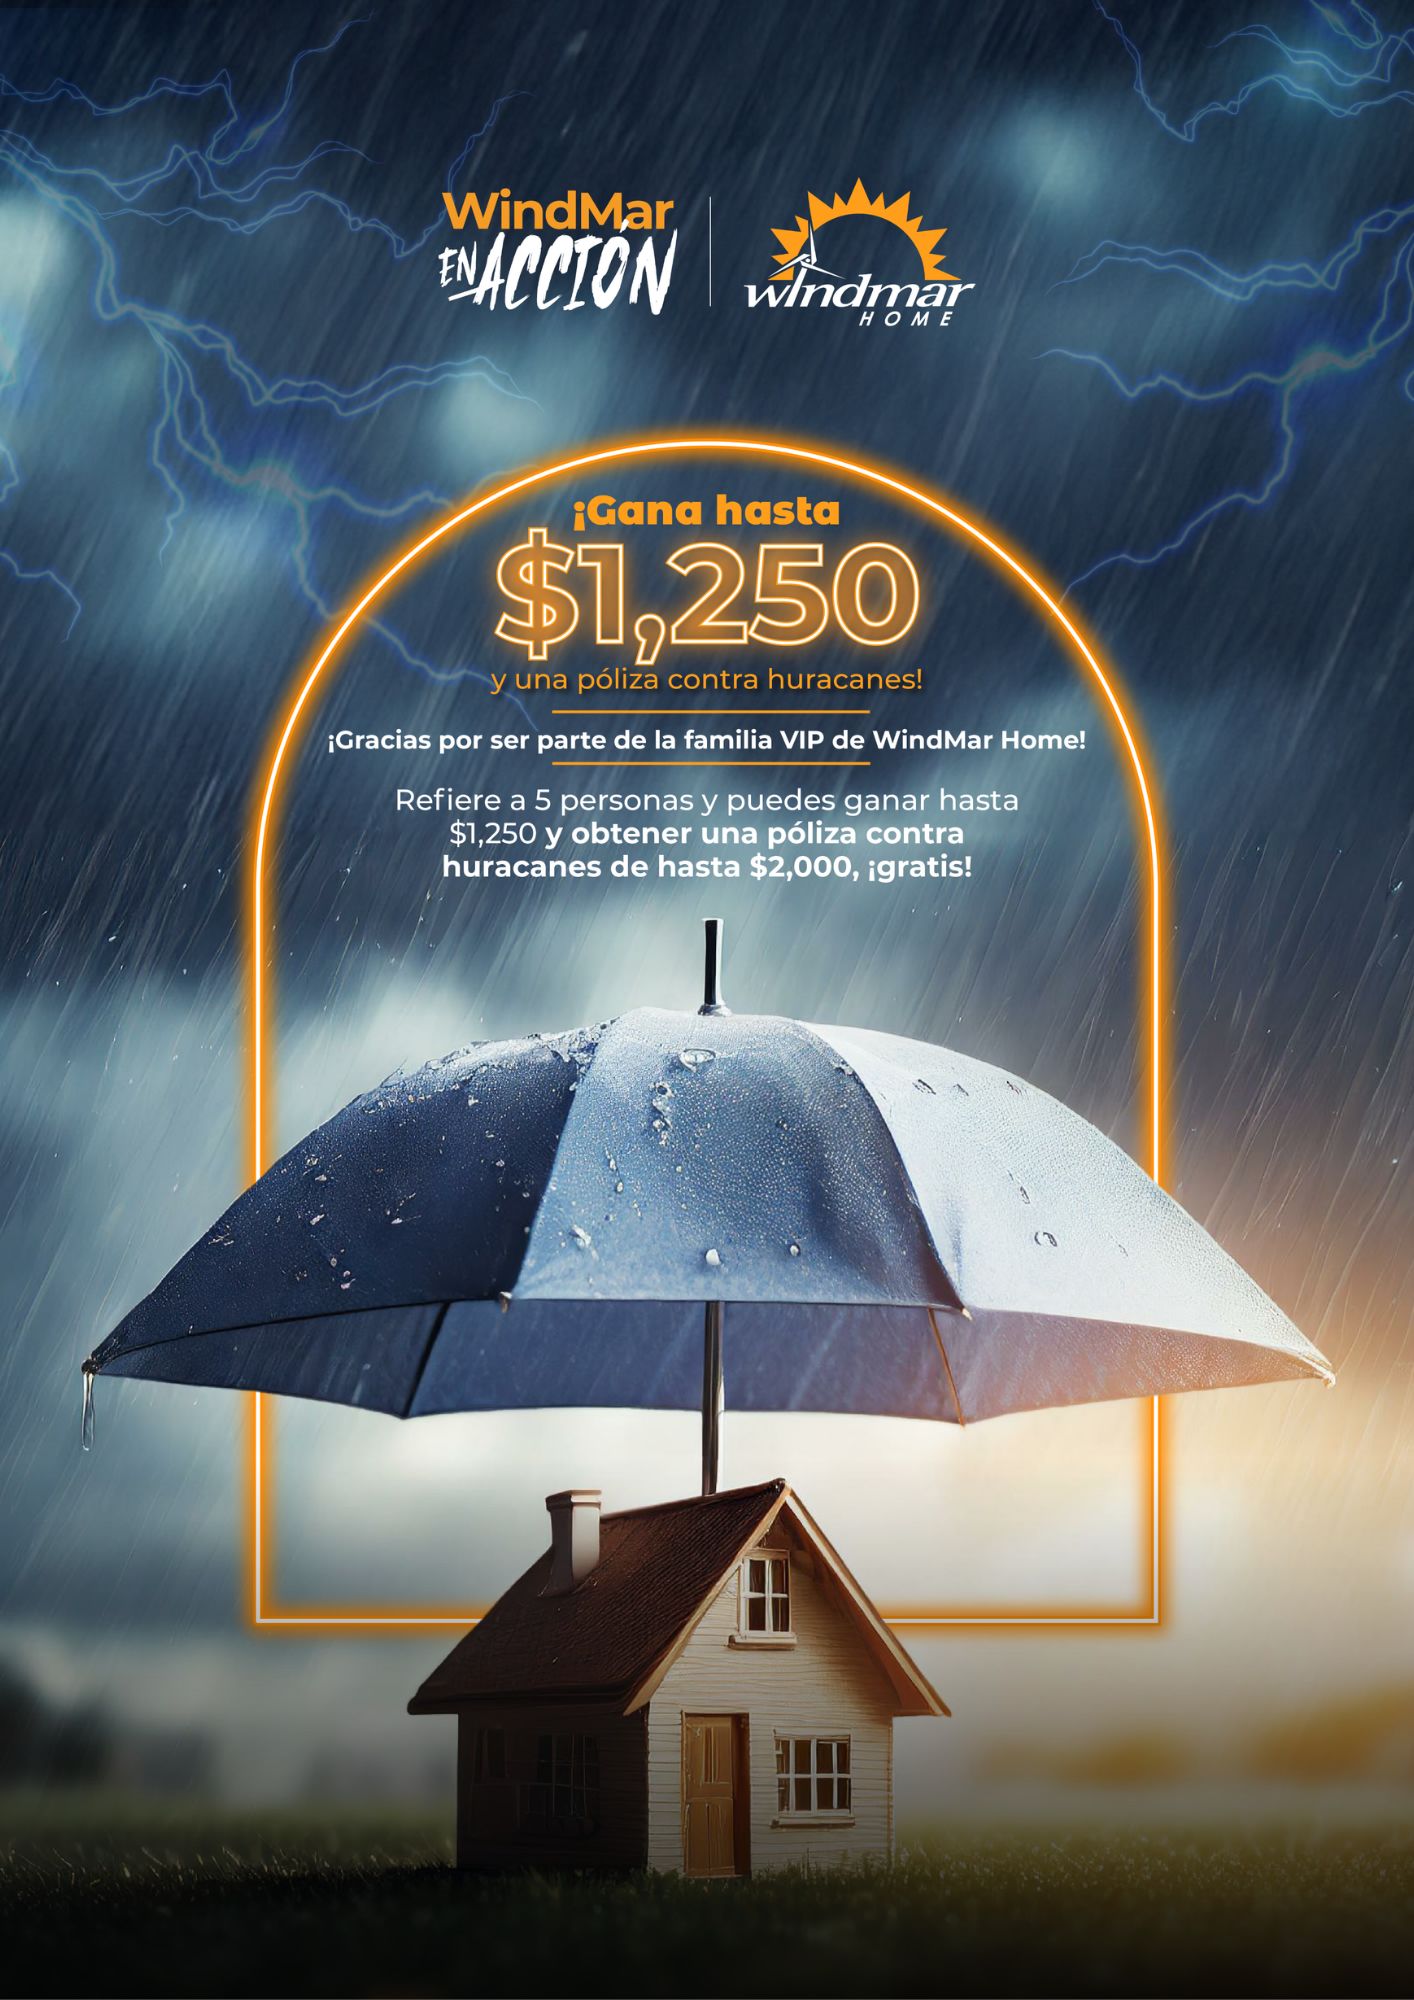 WindMar
EN ACCIÓN
windmar
HOME
¡Gana hasta
$1,250
y una póliza contra huracanes!
¡Gracias por ser parte de la familia VIP de WindMar Home!
Refiere a 5 personas y puedes ganar hasta
$1,250 y obtener una póliza contra
huracanes de hasta $2,000, ¡gratis!